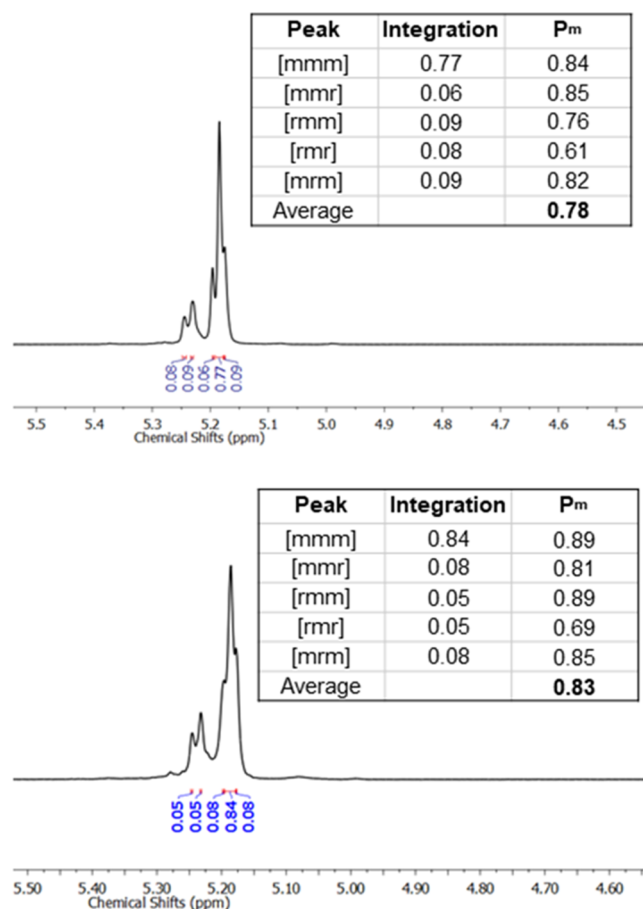 Peak Integration Pm
[mmm] 0.77 0.84
[mmr] 0.06 0.85
[rmm] 0.09 0.76
[rmr] 0.08 0.61
[mrm] 0.09 0.82
Average 0.78
0.08 0.09 0.06 0.77 0.09
5.5 5.4 5.3 5.2 5.1 5.0 4.9 4.8 4.7 4.6 4.5
Chemical Shifts (ppm)
Peak Integration Pm
[mmm] 0.84 0.89
[mmr] 0.08 0.81
[rmm] 0.05 0.89
[rmr] 0.05 0.69
[mrm] 0.08 0.85
Average 0.83
0.05 0.05 0.08 0.84 0.08
5.50 5.40 5.30 5.20 5.10 5.00 4.90 4.80 4.70 4.60
Chemical Shifts (ppm)